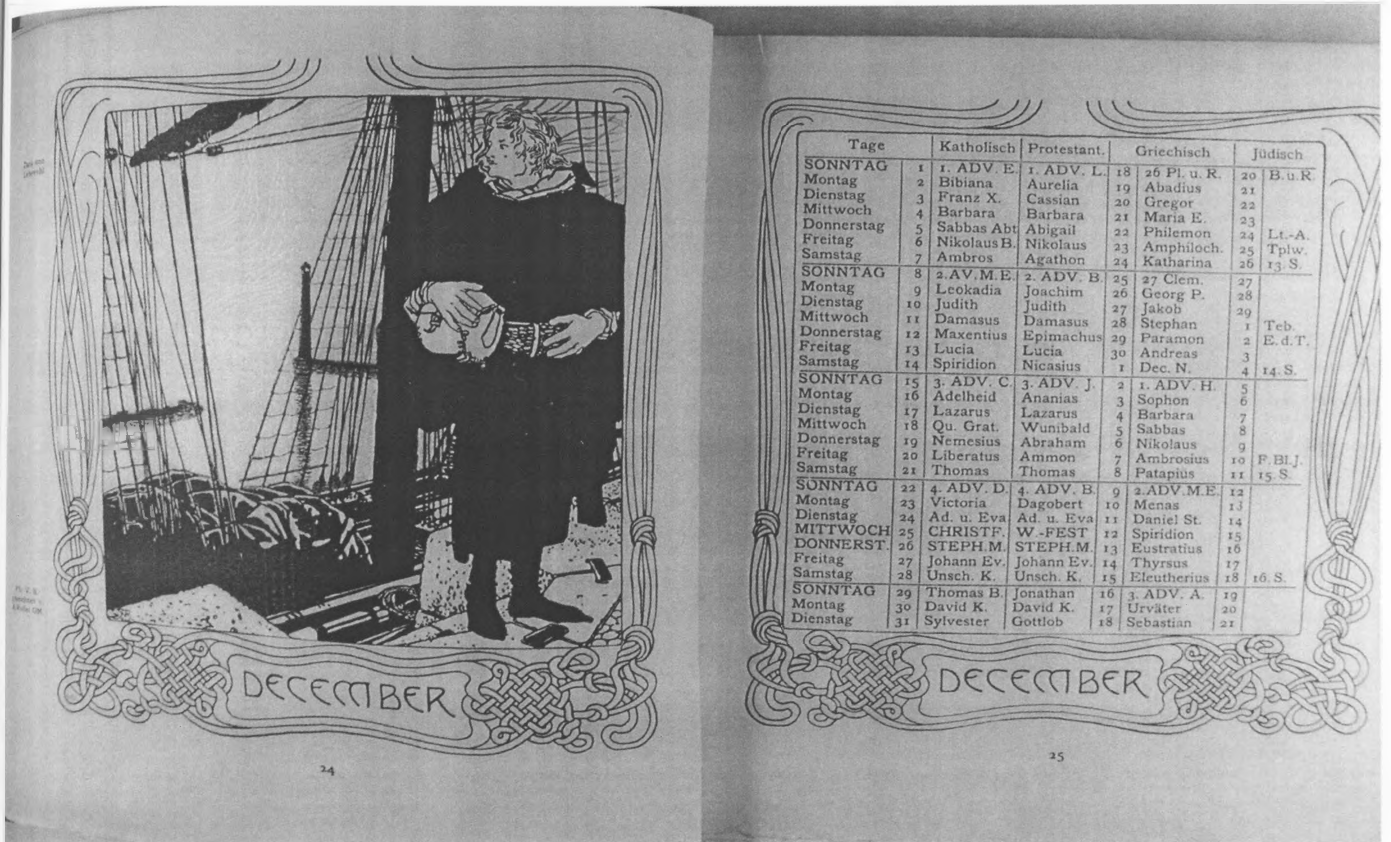 DECEMBER
24
Tage Katholisch Protestant. Griechisch Jüdisch
SONNTAG 1 1. ADV. E. 1. ADV. L. 18 26 Pl. u. R. 20 B.u.R.
Montag 2 Bibiana Aurelia 19 Abadius 21
Dienstag 3 Franz X. Cassian 20 Gregor 22
Mittwoch 4 Barbara Barbara 21 Maria E. 23
Donnerstag 5 Sabbas Abt Abigail 22 Philemon 24 Lt.-A.
Freitag 6 Nikolaus B. Nikolaus 23 Amphiloch. 25 Tplw.
Samstag 7 Ambros Agathon 24 Katharina 26 13. S.
SONNTAG 8 2.AV.M.E. 2. ADV. B. 25 27 Clem. 27
Montag 9 Leokadia Joachim 26 Georg P. 28
Dienstag 10 Judith Judith 27 Jakob 29
Mittwoch 11 Damasus Damasus 28 Stephan 1 Teb.
Donnerstag 12 Maxentius Epimachus 29 Paramon 2 E.d.T.
Freitag 13 Lucia Lucia 30 Andreas 3
Samstag 14 Spiridion Nicasius 1 Dec. N. 4 14. S.
SONNTAG 15 3. ADV. C. 3. ADV. J. 2 1. ADV. H. 5
Montag 16 Adelheid Ananias 3 Sophon 6
Dienstag 17 Lazarus Lazarus 4 Barbara 7
Mittwoch 18 Qu. Grat. Wunibald 5 Sabbas 8
Donnerstag 19 Nemesius Abraham 6 Nikolaus 9
Freitag 20 Liberatus Ammon 7 Ambrosius 10 F.Bl.J.
Samstag 21 Thomas Thomas 8 Patapius 11 15. S.
SONNTAG 22 4. ADV. D. 4. ADV. B. 9 2.ADV.M.E. 12
Montag 23 Victoria Dagobert 10 Menas 13
Dienstag 24 Ad. u. Eva Ad. u. Eva 11 Daniel St. 14
MITTWOCH 25 CHRISTF. W.-FEST 12 Spiridion 15
DONNERST. 26 STEPH.M. STEPH.M. 13 Eustratius 16
Freitag 27 Johann Ev. Johann Ev. 14 Thyrsus 17
Samstag 28 Unsch. K. Unsch. K. 15 Eleutherius 18 16. S.
SONNTAG 29 Thomas B. Jonathan 16 3. ADV. A. 19
Montag 30 David K. David K. 17 Urväter 20
Dienstag 31 Sylvester Gottlob 18 Sebastian 21
DECEMBER
25